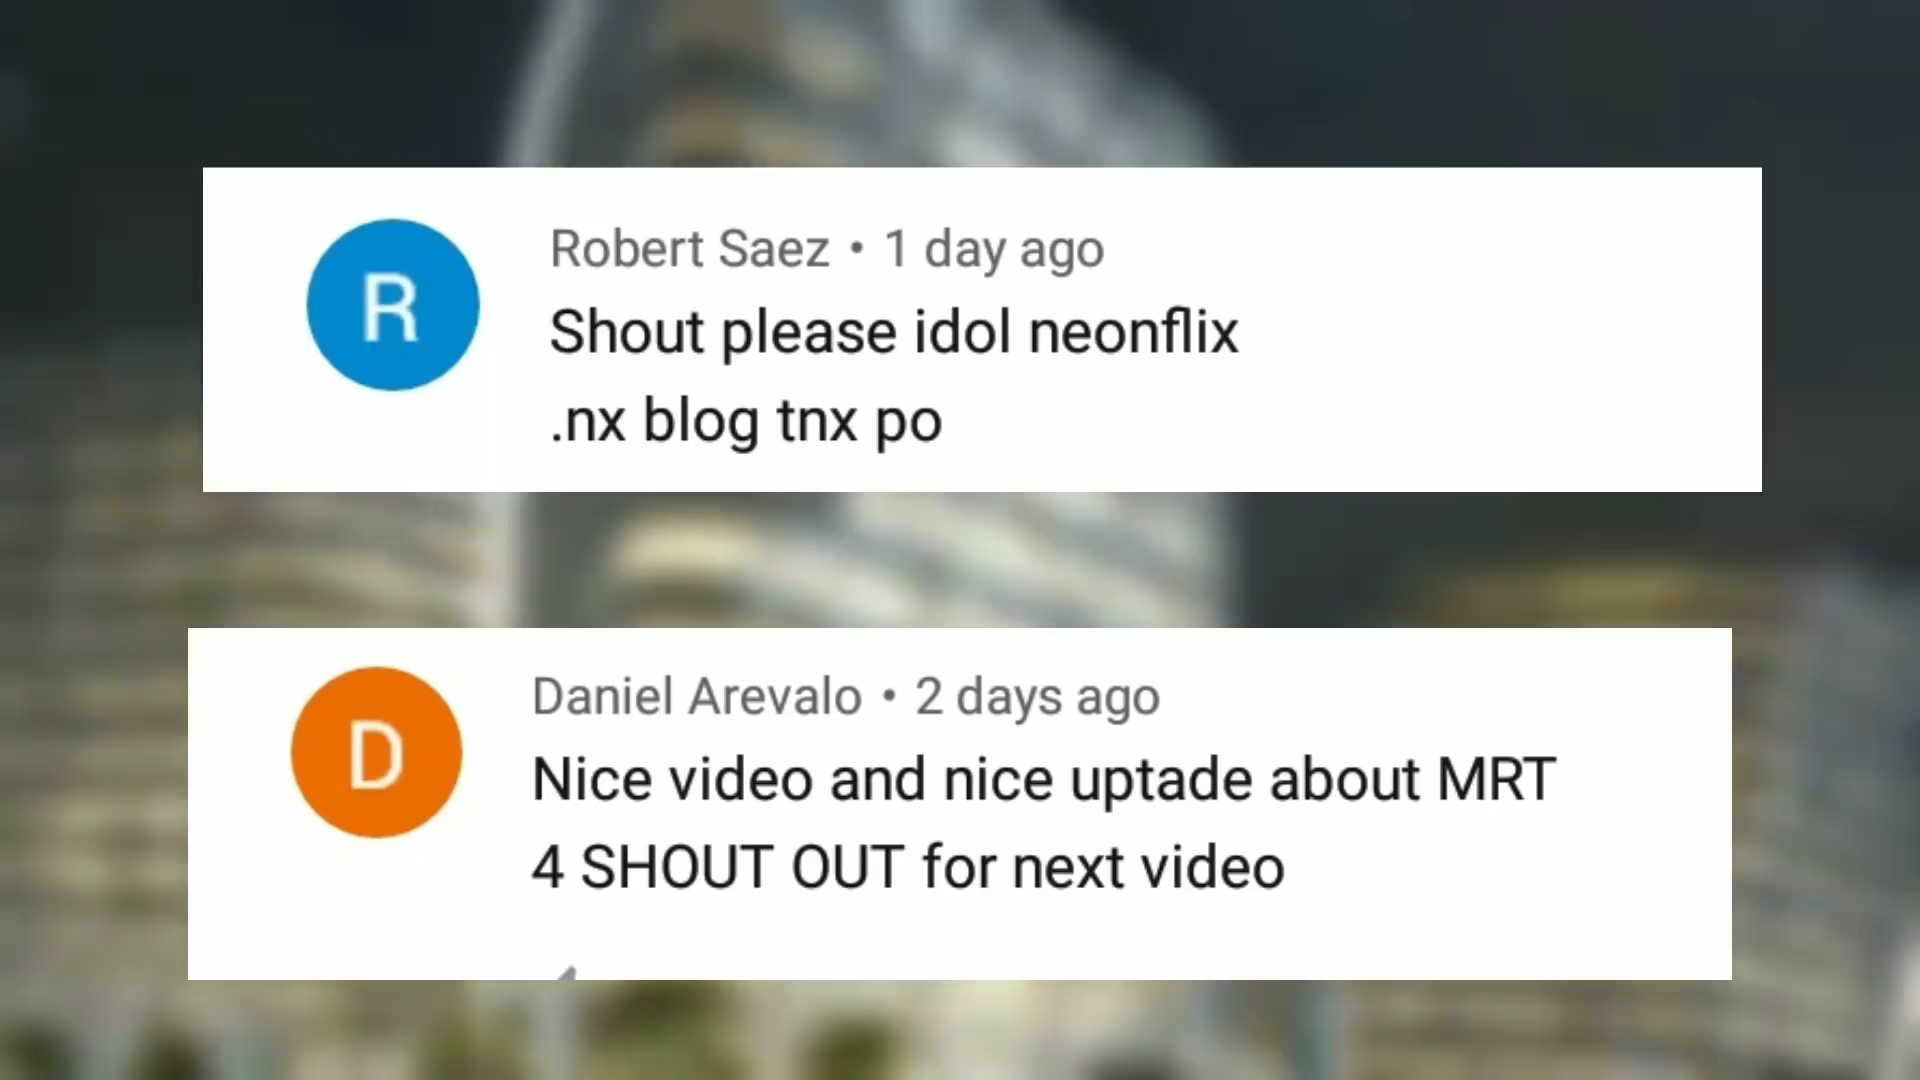 R
Robert Saez • 1 day ago
Shout please idol neonflix
.nx blog tnx po
D
Daniel Arevalo • 2 days ago
Nice video and nice uptade about MRT
4 SHOUT OUT for next video